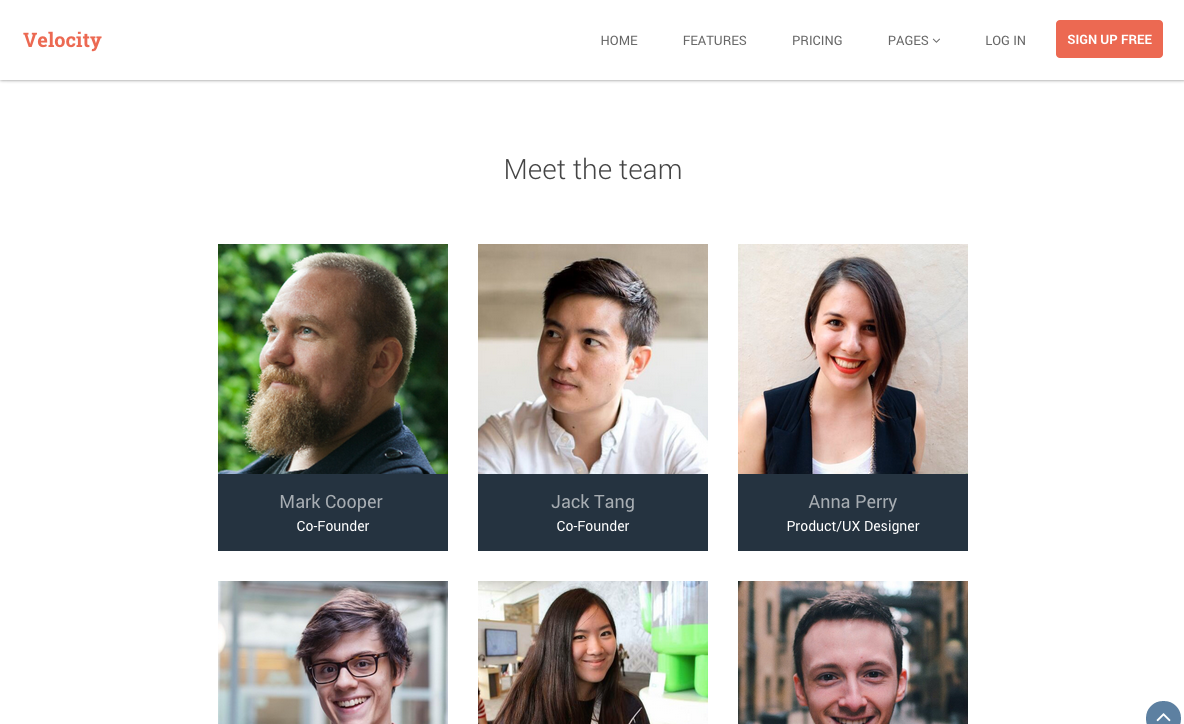 Velocity
HOME
FEATURES
PRICING
PAGES
LOG IN
SIGN UP FREE
Meet the team
Mark Cooper
Co-Founder
Jack Tang
Co-Founder
Anna Perry
Product/UX Designer